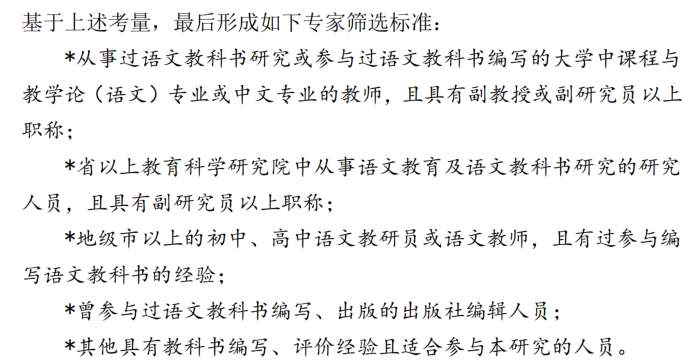 基于上述考量，最后形成如下专家筛选标准：
*从事过语文教科书研究或参与过语文教科书编写的大学中课程与
教学论（语文）专业或中文专业的教师，且具有副教授或副研究员以上
职称；
*省以上教育科学研究院中从事语文教育及语文教科书研究的研究
人员，且具有副研究员以上职称；
*地级市以上的初中、高中语文教研员或语文教师，且有过参与编
写语文教科书的经验；
*曾参与过语文教科书编写、出版的出版社编辑人员；
*其他具有教科书编写、评价经验且适合参与本研究的人员。